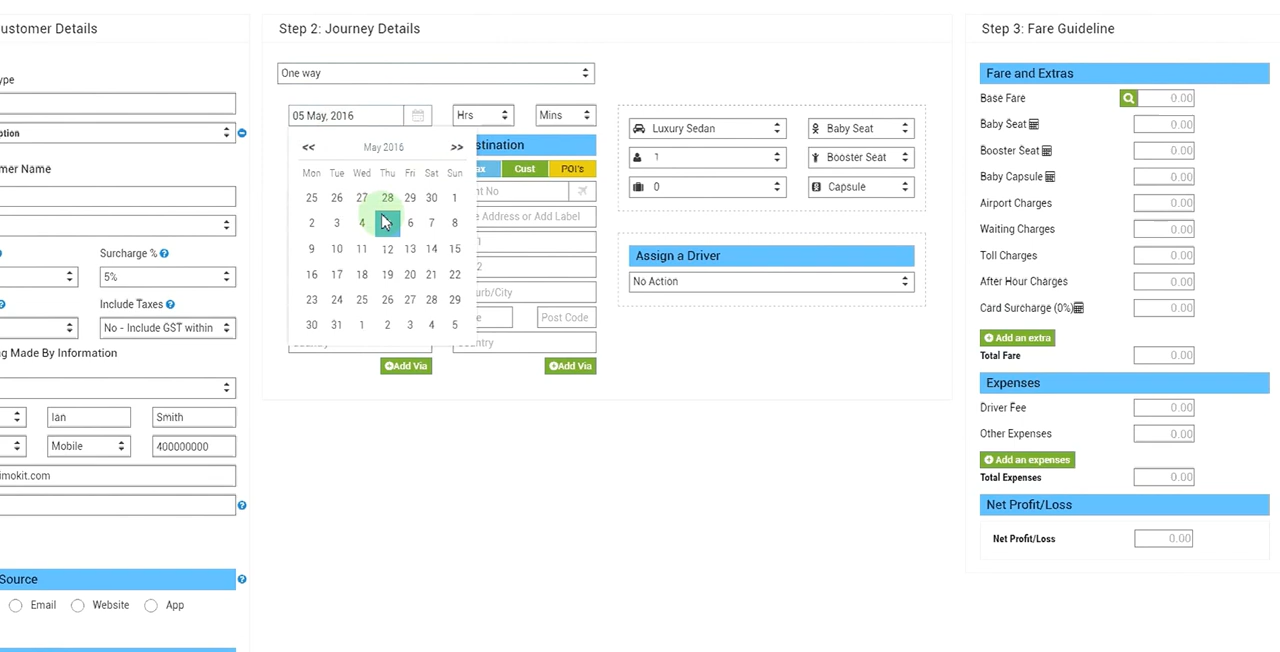 ustomer Details
ype
ption
mer Name
Surcharge %
5%
Include Taxes
No - Include GST within
g Made By Information
Ian
Smith
Mobile
400000000
imokit.com
Source
Email
Website
App
Step 2: Journey Details
One way
05 May, 2016
Hrs
Mins
<<
May 2016
>>
Mon Tue Wed Thu Fri Sat Sun
25 26 27 28 29 30 1
2 3 4 6 7 8
9 10 11 12 13 14 15
16 17 18 19 20 21 22
23 24 25 26 27 28 29
30 31 1 2 3 4 5
stination
ax
Cust
POI's
nt No
e Address or Add Label
1
2
urb/City
e
Post Code
Country
Country
Add Via
Add Via
Luxury Sedan
Baby Seat
1
Booster Seat
0
Capsule
Assign a Driver
No Action
Step 3: Fare Guideline
Fare and Extras
Base Fare 0.00
Baby Seat 0.00
Booster Seat 0.00
Baby Capsule 0.00
Airport Charges 0.00
Waiting Charges 0.00
Toll Charges 0.00
After Hour Charges 0.00
Card Surcharge (0%) 0.00
Add an extra
Total Fare 0.00
Expenses
Driver Fee 0.00
Other Expenses 0.00
Add an expenses
Total Expenses 0.00
Net Profit/Loss
Net Profit/Loss 0.00